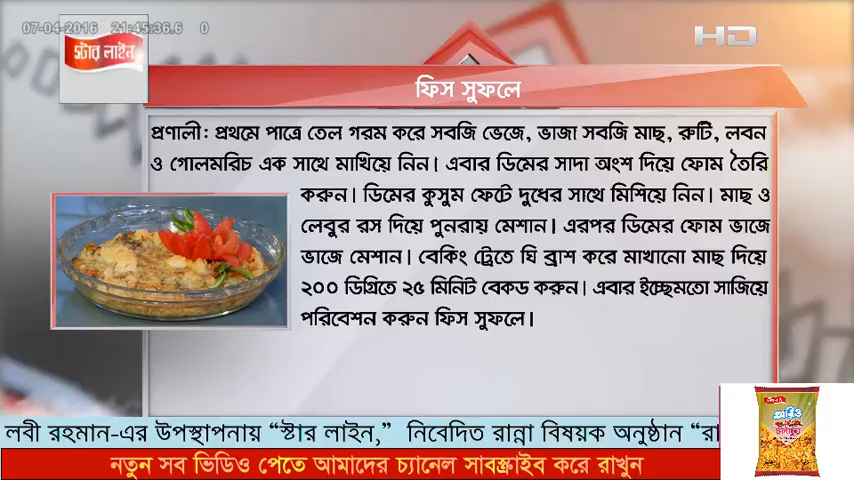 07-04-2016 21:45:36.6 0
স্টার লাইন
HD
ফিস সুফলে
প্রণালী: প্রথমে পাত্রে তেল গরম করে সবজি ভেজে, ভাজা সবজি মাছ, রুটি, লবন
ও গোলমরিচ এক সাথে মাখিয়ে নিন। এবার ডিমের সাদা অংশ দিয়ে ফোম তৈরি
করুন। ডিমের কুসুম ফেটে দুধের সাথে মিশিয়ে নিন। মাছ ও
লেবুর রস দিয়ে পুনরায় মেশান। এরপর ডিমের ফোম ভাজে
ভাজে মেশান। বেকিং ট্রেতে ঘি ব্রাশ করে মাখানো মাছ দিয়ে
২০০ ডিগ্রিতে ২৫ মিনিট বেকড করুন। এবার ইচ্ছেমতো সাজিয়ে
পরিবেশন করুন ফিস সুফলে।
লবী রহমান-এর উপস্থাপনায় “স্টার লাইন,” নিবেদিত রান্না বিষয়ক অনুষ্ঠান “রা
নতুন সব ভিডিও পেতে আমাদের চ্যানেল সাবস্ক্রাইব করে রাখুন